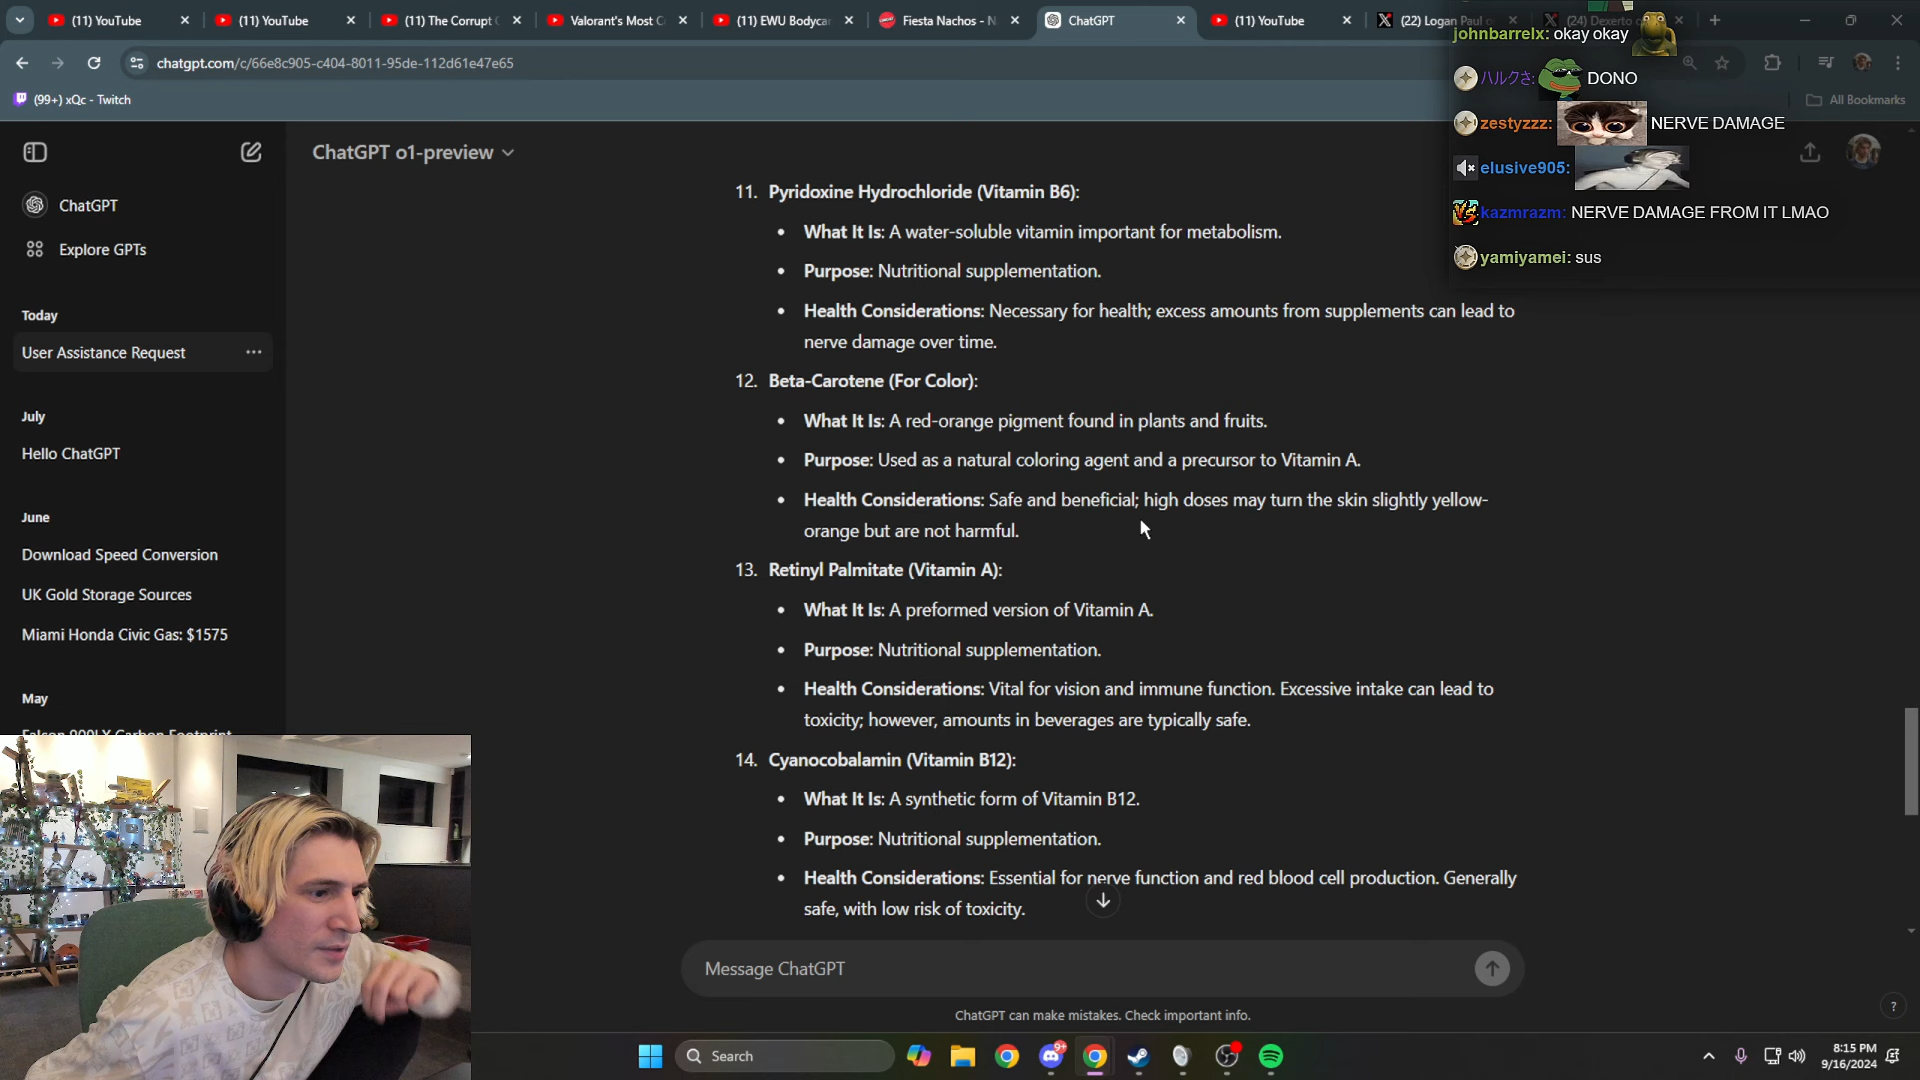 (11) YouTube
(11) YouTube
(11) The Corrupt
Valorant's Most C
(11) EWU Bodyca
Fiesta Nachos - N
ChatGPT
(11) YouTube
(22) Logan Paul o
(24) Dexerto o
chatgpt.com/c/66e8c905-c404-8011-95de-112d61e47e65
(99+) xQc - Twitch
All Bookmarks
johnbarrelx: okay okay
ハルクさ: DONO
zestyzzz: NERVE DAMAGE
elusive905:
kazmrazm: NERVE DAMAGE FROM IT LMAO
yamiyamei: sus
ChatGPT
Explore GPTs
Today
User Assistance Request
July
Hello ChatGPT
June
Download Speed Conversion
UK Gold Storage Sources
Miami Honda Civic Gas: $1575
May
Falcon 900LX Carbon Footprint
ChatGPT o1-preview
11. Pyridoxine Hydrochloride (Vitamin B6):
• What It Is: A water-soluble vitamin important for metabolism.
• Purpose: Nutritional supplementation.
• Health Considerations: Necessary for health; excess amounts from supplements can lead to
nerve damage over time.
12. Beta-Carotene (For Color):
• What It Is: A red-orange pigment found in plants and fruits.
• Purpose: Used as a natural coloring agent and a precursor to Vitamin A.
• Health Considerations: Safe and beneficial; high doses may turn the skin slightly yellow-
orange but are not harmful.
13. Retinyl Palmitate (Vitamin A):
• What It Is: A preformed version of Vitamin A.
• Purpose: Nutritional supplementation.
• Health Considerations: Vital for vision and immune function. Excessive intake can lead to
toxicity; however, amounts in beverages are typically safe.
14. Cyanocobalamin (Vitamin B12):
• What It Is: A synthetic form of Vitamin B12.
• Purpose: Nutritional supplementation.
• Health Considerations: Essential for nerve function and red blood cell production. Generally
safe, with low risk of toxicity.
Message ChatGPT
ChatGPT can make mistakes. Check important info.
?
Search
9+
8:15 PM
9/16/2024